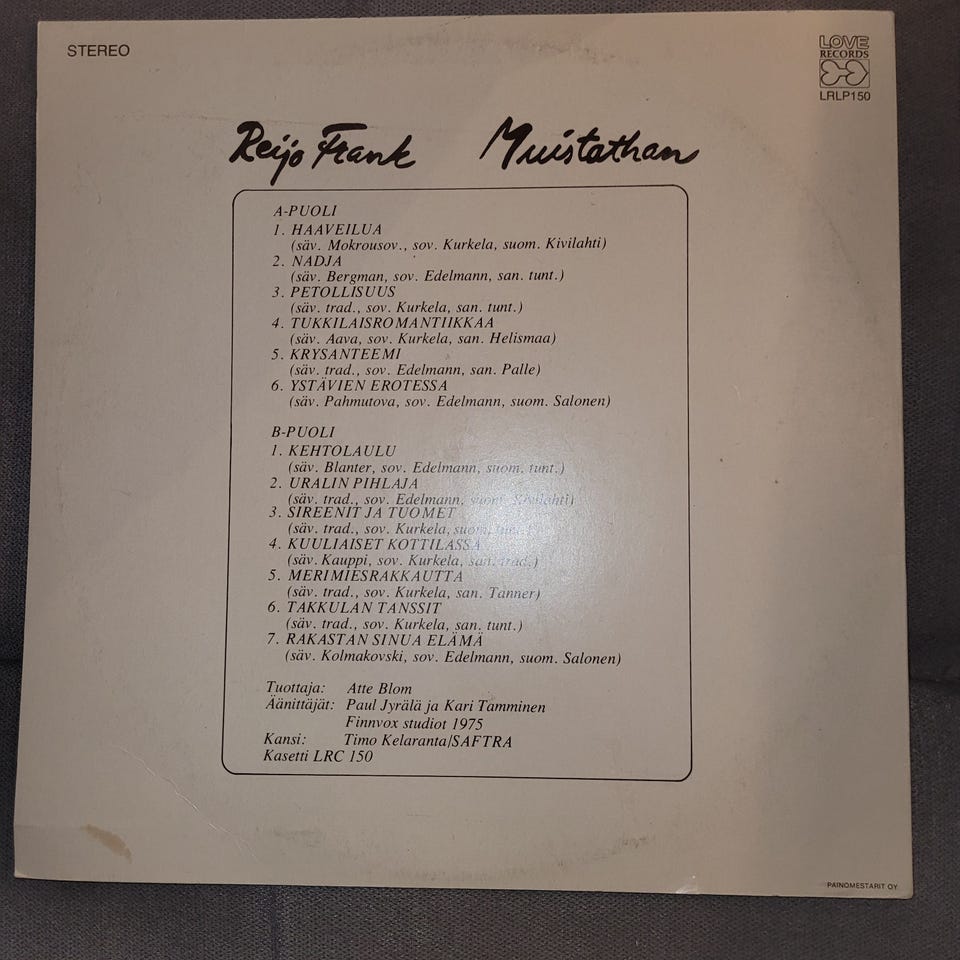 STEREO
LOVE
RECORDS
LRLP150
Reijo Frank Muistathan
A-PUOLI
1. HAAVEILUA
(säv. Mokrousov., sov. Kurkela, suom. Kivilahti)
2. NADJA
(säv. Bergman, sov. Edelmann, san. tunt.)
3. PETOLLISUUS
(säv. trad., sov. Kurkela, san. tunt.)
4. TUKKILAISROMANTIIKKAA
(säv. Aava, sov. Kurkela, san. Helismaa)
5. KRYSANTEEMI
(säv. trad., sov. Edelmann, san. Palle)
6. YSTÄVIEN EROTESSA
(säv. Pahmutova, sov. Edelmann, suom. Salonen)
B-PUOLI
1. KEHTOLAULU
(säv. Blanter, sov. Edelmann, suom. tunt.)
2. URALIN PIHLAJA
(säv. trad., sov. Edelmann, suom. Kivilahti)
3. SIREENIT JA TUOMET
(säv. trad., sov. Kurkela, suom.
4. KUULIAISET KOTTILASSA
(säv. Kauppi, sov. Kurkela, san. trad.)
5. MERIMIESRAKKAUTTA
(säv. trad., sov. Kurkela, san. Tanner)
6. TAKKULAN TANSSIT
(säv. trad., sov. Kurkela, san. tunt.)
7. RAKASTAN SINUA ELÄMÄ
(säv. Kolmakovski, sov. Edelmann, suom. Salonen)
Tuottaja: Atte Blom
Äänittäjät: Paul Jyrälä ja Kari Tamminen
Finnvox studiot 1975
Kansi: Timo Kelaranta/SAFTRA
Kasetti LRC 150
PAINOMESTARIT OY